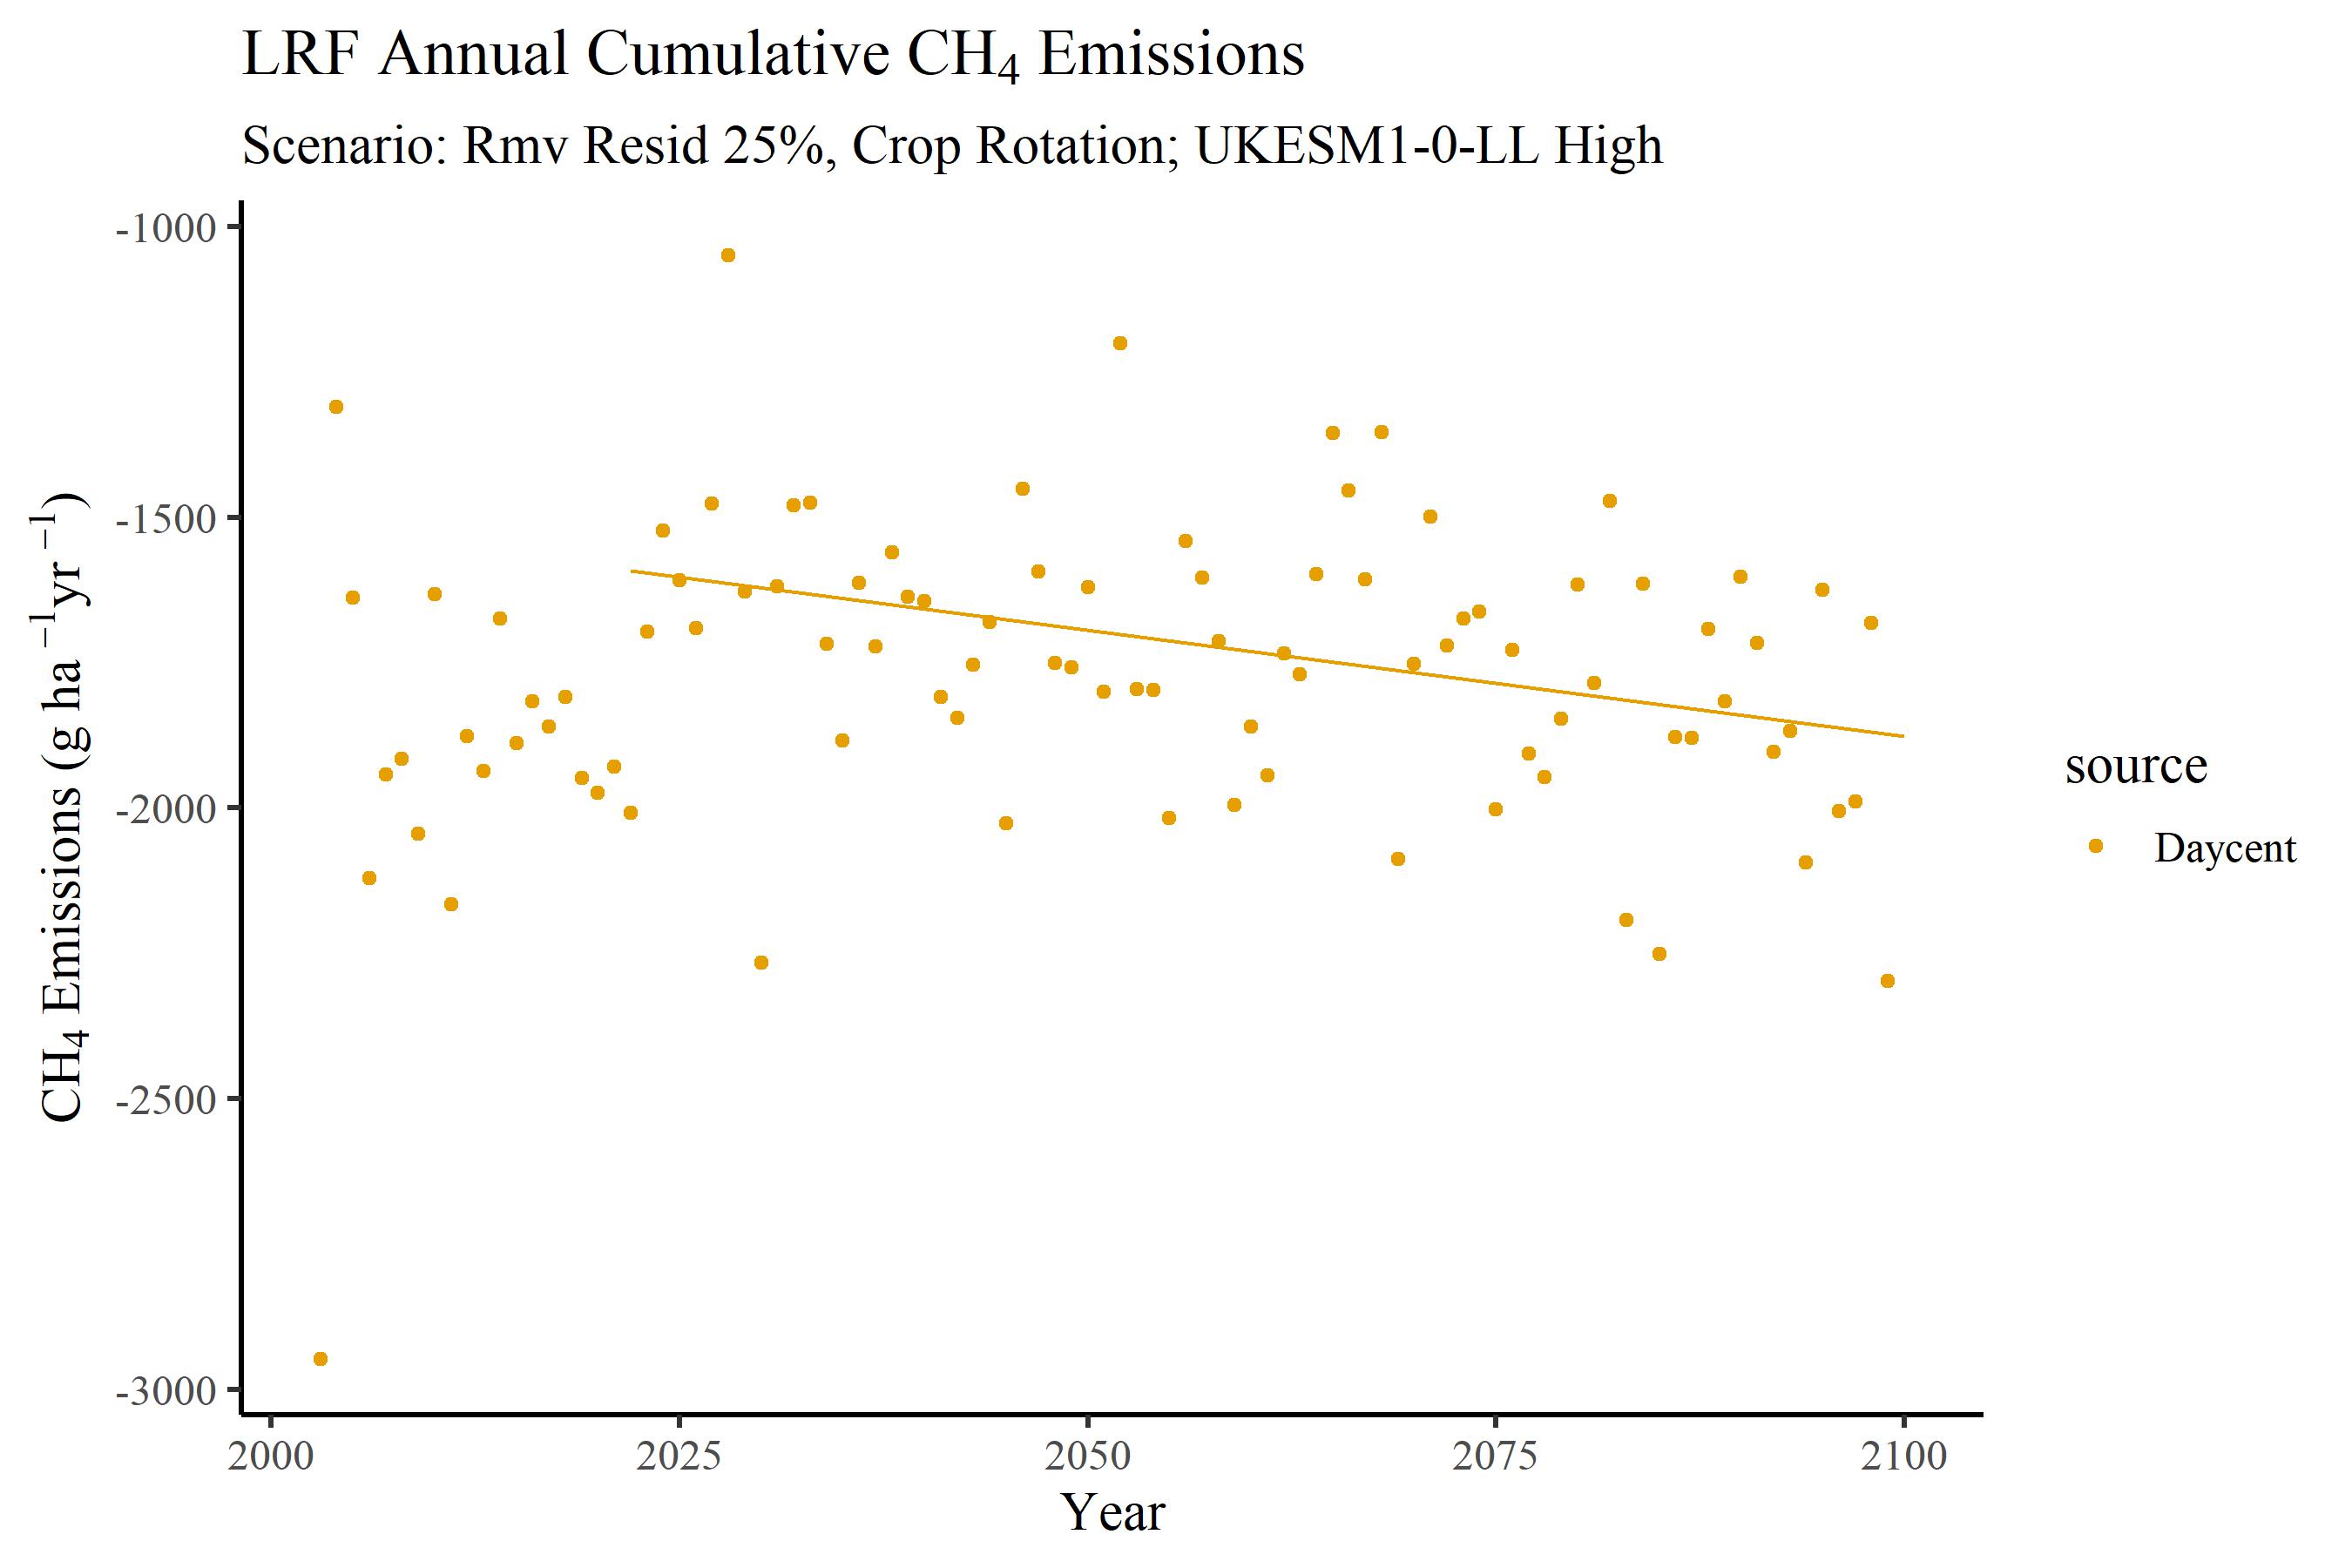 LRF Annual Cumulative CH₄ Emissions
Scenario: Rmv Resid 25%, Crop Rotation; UKESM1-0-LL High
CH₄ Emissions (g ha⁻¹yr⁻¹)
-1000
-1500
-2000
-2500
-3000
2000 2025 2050 2075 2100
Year
source
Daycent